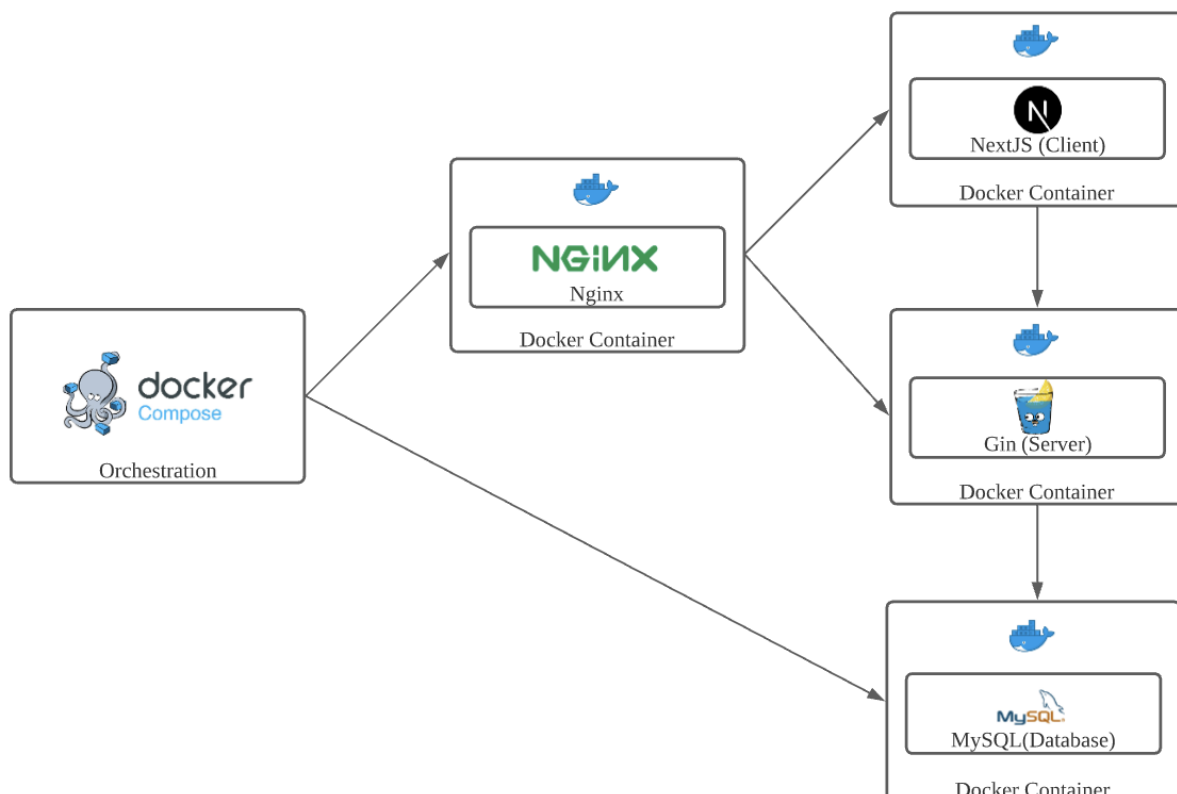 N
NextJS (Client)
Docker Container
NGiNX
Nginx
Docker Container
docker
Compose
Orchestration
Gin (Server)
Docker Container
MySQL
MySQL(Database)
Docker Container